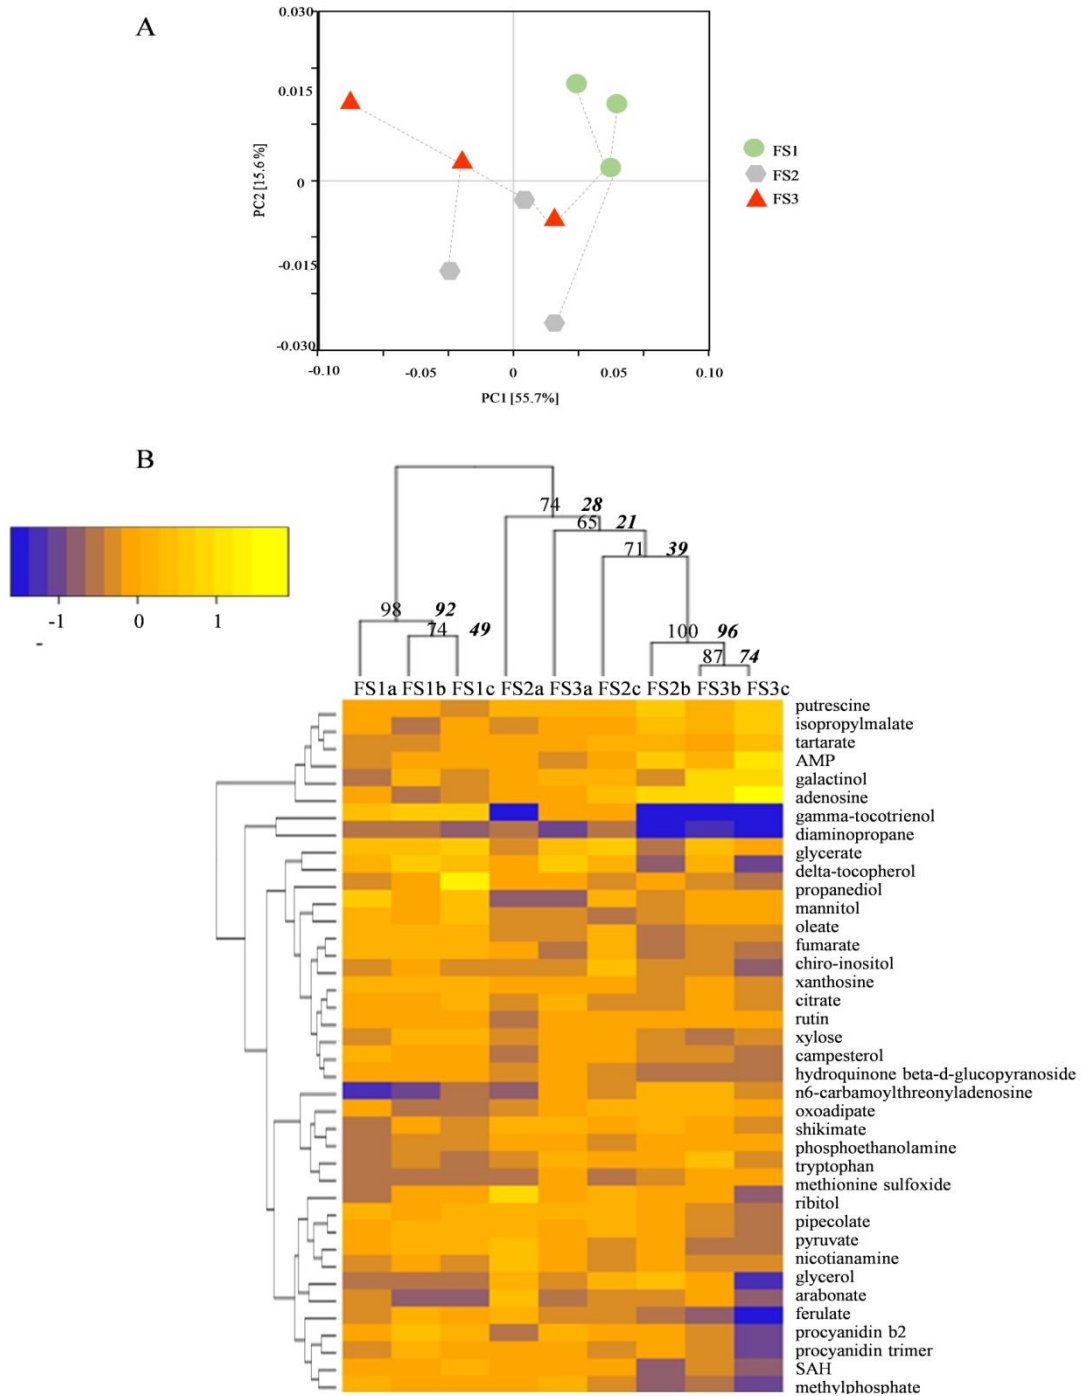 A
0.030
0.015
0
-0.015
-0.030
PC2 [15.6%]
-0.10
-0.05
0
0.05
0.10
PC1 [55.7%]
FS1
FS2
FS3
B
-1
0
1
-
74 28
65 21
71 39
98 92
74 49
100 96
87 74
FS1a FS1b FS1c FS2a FS3a FS2c FS2b FS3b FS3c
putrescine
isopropylmalate
tartarate
AMP
galactinol
adenosine
gamma-tocotrienol
diaminopropane
glycerate
delta-tocopherol
propanediol
mannitol
oleate
fumarate
chiro-inositol
xanthosine
citrate
rutin
xylose
campesterol
hydroquinone beta-d-glucopyranoside
n6-carbamoylthreonyladenosine
oxoadipate
shikimate
phosphoethanolamine
tryptophan
methionine sulfoxide
ribitol
pipecolate
pyruvate
nicotianamine
glycerol
arabonate
ferulate
procyanidin b2
procyanidin trimer
SAH
methylphosphate